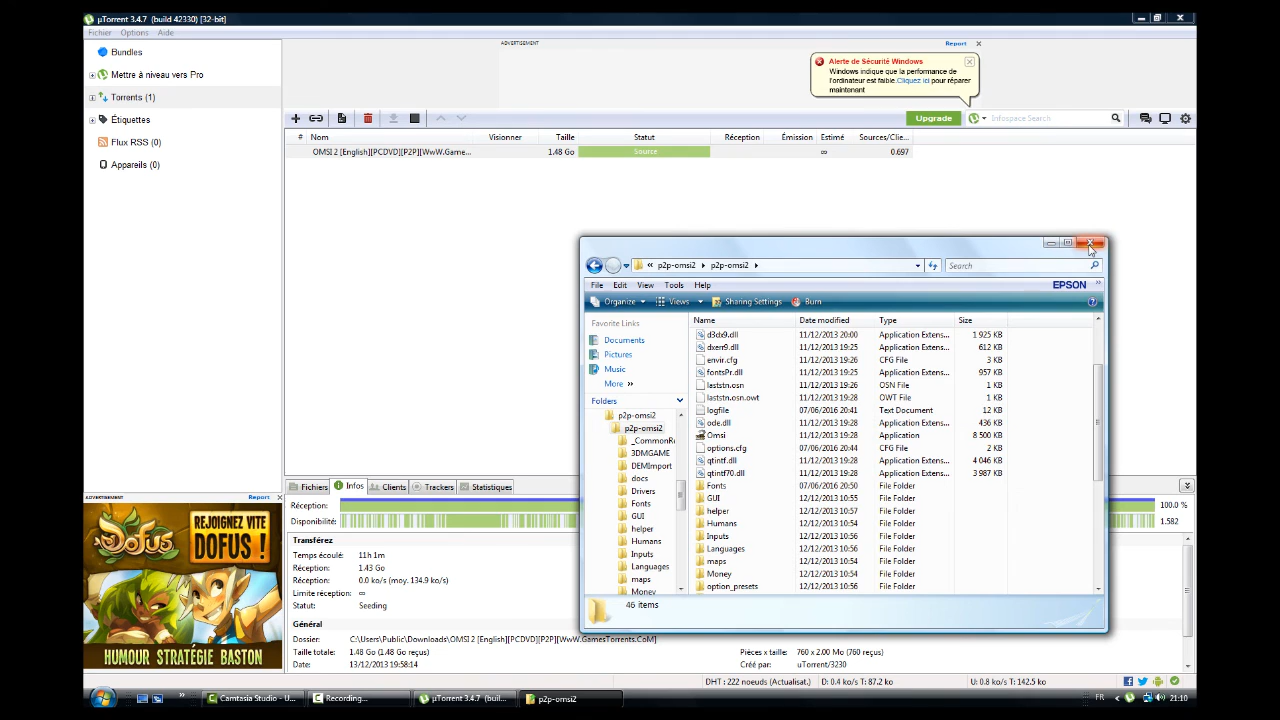 µTorrent 3.4.7 (build 42330) [32-bit]
Fichier Options Aide
Bundles
Mettre à niveau vers Pro
Torrents (1)
Étiquettes
Flux RSS (0)
Appareils (0)
ADVERTISEMENT Report
Alerte de Sécurité Windows
Windows indique que la performance de
l'ordinateur est faible.Cliquez ici pour réparer
maintenant
Upgrade Infospace Search
# Nom Visionner Taille Statut Réception Émission Estimé Sources/Clie...
OMSI 2 [English][PCDVD][P2P][WwW.Game... 1.48 Go Source ∞ 0.697
p2p-omsi2 p2p-omsi2 Search
File Edit View Tools Help EPSON
Organize Views Sharing Settings Burn
Favorite Links
Documents
Pictures
Music
More
Folders
p2p-omsi2
p2p-omsi2
3DMGAME
DEMImport
docs
Drivers
Fonts
GUI
helper
Humans
Inputs
Languages
maps
Money
Name Date modified Type Size
d3dx9.dll 11/12/2013 20:00 Application Extens... 1 925 KB
dxerr9.dll 11/12/2013 19:25 Application Extens... 612 KB
envir.cfg 11/12/2013 19:26 CFG File 3 KB
fontsPr.dll 11/12/2013 19:25 Application Extens... 957 KB
laststn.osn 11/12/2013 19:26 OSN File 1 KB
laststn.osn.owt 11/12/2013 19:28 OWT File 1 KB
logfile 07/06/2016 20:41 Text Document 12 KB
ode.dll 11/12/2013 19:28 Application Extens... 436 KB
Omsi 11/12/2013 19:28 Application 8 500 KB
options.cfg 07/06/2016 20:44 CFG File 2 KB
qtintf.dll 11/12/2013 19:28 Application Extens... 4 046 KB
qtintf70.dll 11/12/2013 19:28 Application Extens... 3 987 KB
Fonts 07/06/2016 20:50 File Folder
GUI 12/12/2013 10:55 File Folder
helper 12/12/2013 10:57 File Folder
Humans 12/12/2013 10:54 File Folder
Inputs 12/12/2013 10:56 File Folder
Languages 12/12/2013 10:56 File Folder
maps 12/12/2013 10:54 File Folder
Money 12/12/2013 10:54 File Folder
option_presets 12/12/2013 10:56 File Folder
46 items
Fichiers Infos Clients Trackers Statistiques
Réception: 100.0 %
Disponibilité: 1.582
Transférez
Temps écoulé: 11h 1m
Réception: 1.43 Go
Réception: 0.0 ko/s (moy. 134.9 ko/s)
Limite réception: ∞
Statut: Seeding
Général
Dossier: C:\Users\Public\Downloads\OMSI 2 [English][PCDVD][P2P][WwW.GamesTorrents.CoM]
Taille totale: 1.48 Go (1.48 Go reçus) Pièces x taille: 760 x 2.00 Mo (760 reçus)
Date: 13/12/2013 19:58:14 Créé par: uTorrent/3230
ADVERTISEMENT Report
DOFUS
REJOIGNEZ VITE
DOFUS !
HUMOUR STRATÉGIE BASTON
DHT : 222 noeuds (Actualisat.) D: 0.4 ko/s T: 87.2 ko U: 0.8 ko/s T: 142.5 ko
Camtasia Studio - U... Recording... µTorrent 3.4.7 (buil... p2p-omsi2 FR 21:10